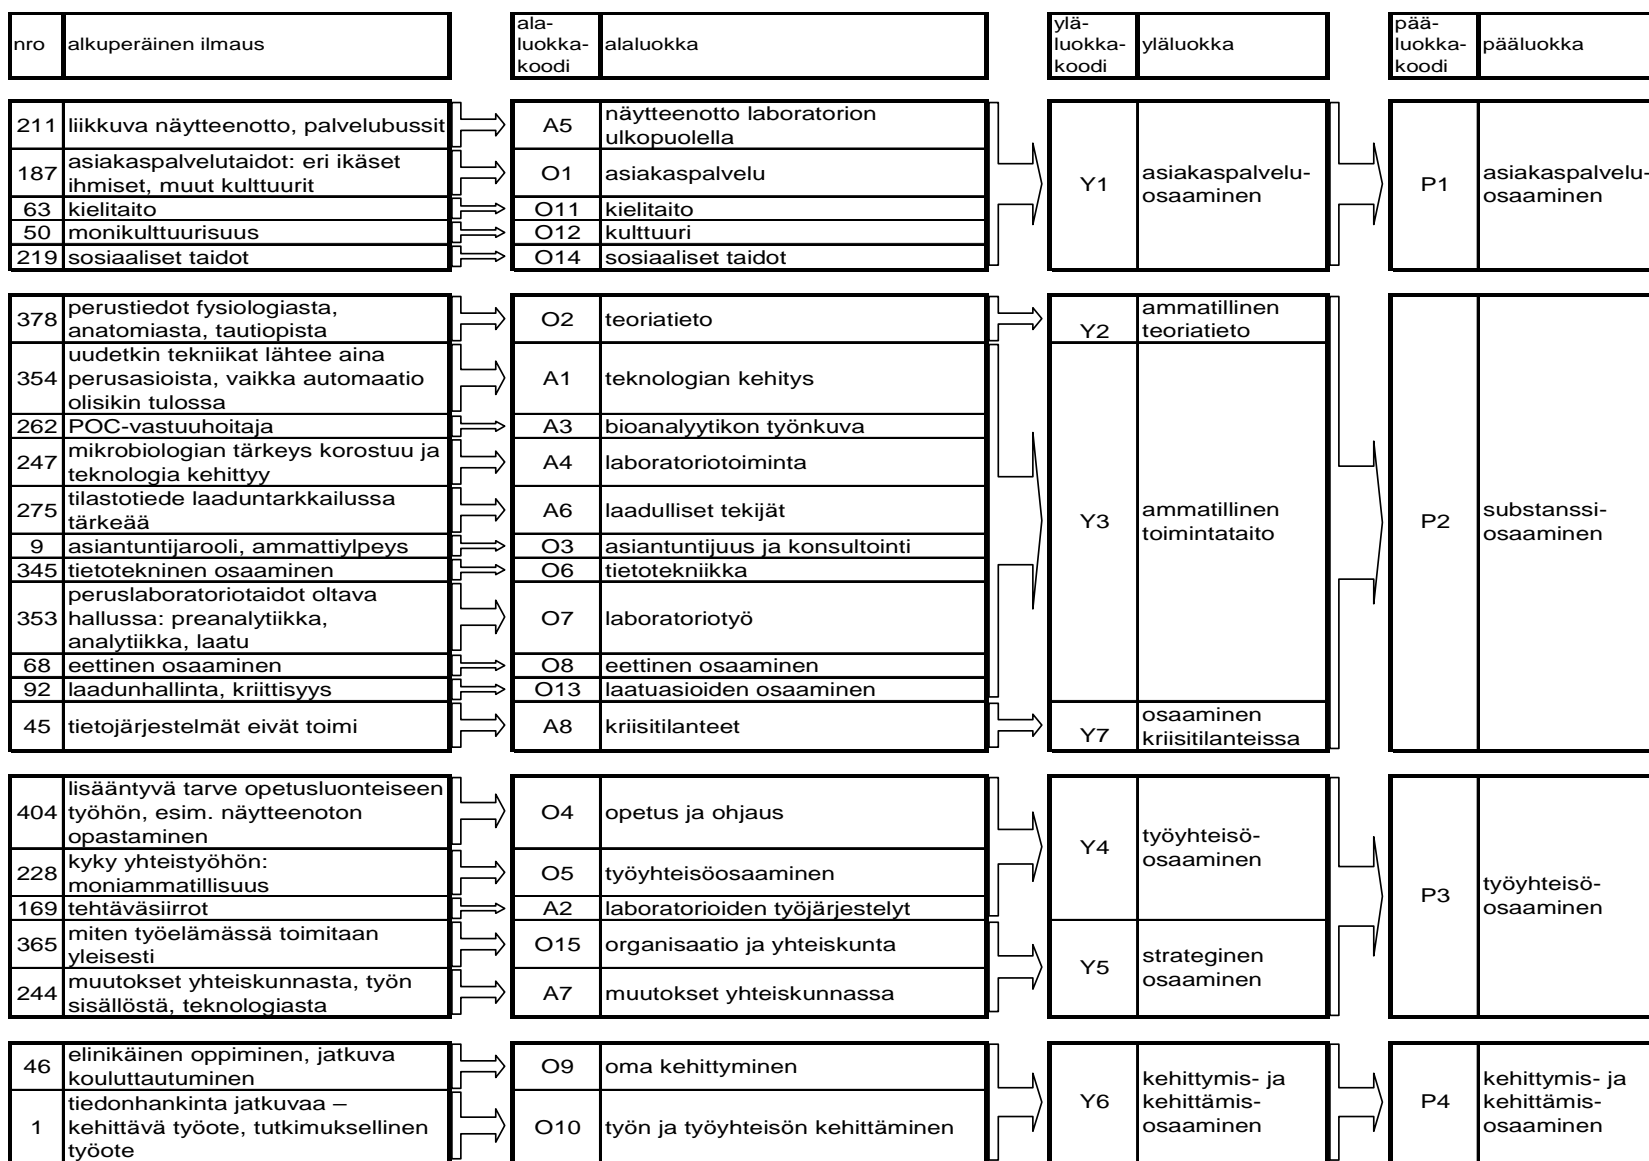 nro alkuperäinen ilmaus
ala-
luokka-
koodi
alaluokka
ylä-
luokka-
koodi
yläluokka
pää-
luokka-
koodi
pääluokka
211 liikkuva näytteenotto, palvelubussit
A5
näytteenotto laboratorion
ulkopuolella
187
asiakaspalvelutaidot: eri ikäset
ihmiset, muut kulttuurit
O1 asiakaspalvelu
63 kielitaito
O11 kielitaito
50 monikulttuurisuus
O12 kulttuuri
219 sosiaaliset taidot
O14 sosiaaliset taidot
Y1
asiakaspalvelu-
osaaminen
P1
asiakaspalvelu-
osaaminen
378
perustiedot fysiologiasta,
anatomiasta, tautiopista
O2 teoriatieto
Y2
ammatillinen
teoriatieto
354
uudetkin tekniikat lähtee aina
perusasioista, vaikka automaatio
olisikin tulossa
A1 teknologian kehitys
262 POC-vastuuhoitaja
A3 bioanalyytikon työnkuva
247
mikrobiologian tärkeys korostuu ja
teknologia kehittyy
A4 laboratoriotoiminta
275
tilastotiede laaduntarkkailussa
tärkeää
A6 laadulliset tekijät
9 asiantuntijarooli, ammattiylpeys
O3 asiantuntijuus ja konsultointi
345 tietotekninen osaaminen
O6 tietotekniikka
353
peruslaboratoriotaidot oltava
hallussa: preanalytiikka,
analytiikka, laatu
O7 laboratoriotyö
68 eettinen osaaminen
O8 eettinen osaaminen
92 laadunhallinta, kriittisyys
O13 laatuasioiden osaaminen
Y3
ammatillinen
toimintataito
45 tietojärjestelmät eivät toimi
A8 kriisitilanteet
Y7
osaaminen
kriisitilanteissa
P2
substanssi-
osaaminen
404
lisääntyvä tarve opetusluonteiseen
työhön, esim. näytteenoton
opastaminen
O4 opetus ja ohjaus
228
kyky yhteistyöhön:
moniammatillisuus
O5 työyhteisöosaaminen
169 tehtäväsiirrot
A2 laboratorioiden työjärjestelyt
Y4
työyhteisö-
osaaminen
365
miten työelämässä toimitaan
yleisesti
O15 organisaatio ja yhteiskunta
244
muutokset yhteiskunnasta, työn
sisällöstä, teknologiasta
A7 muutokset yhteiskunnassa
Y5
strateginen
osaaminen
P3
työyhteisö-
osaaminen
46
elinikäinen oppiminen, jatkuva
kouluttautuminen
O9 oma kehittyminen
1
tiedonhankinta jatkuvaa –
kehittävä työote, tutkimuksellinen
työote
O10 työn ja työyhteisön kehittäminen
Y6
kehittymis- ja
kehittämis-
osaaminen
P4
kehittymis- ja
kehittämis-
osaaminen